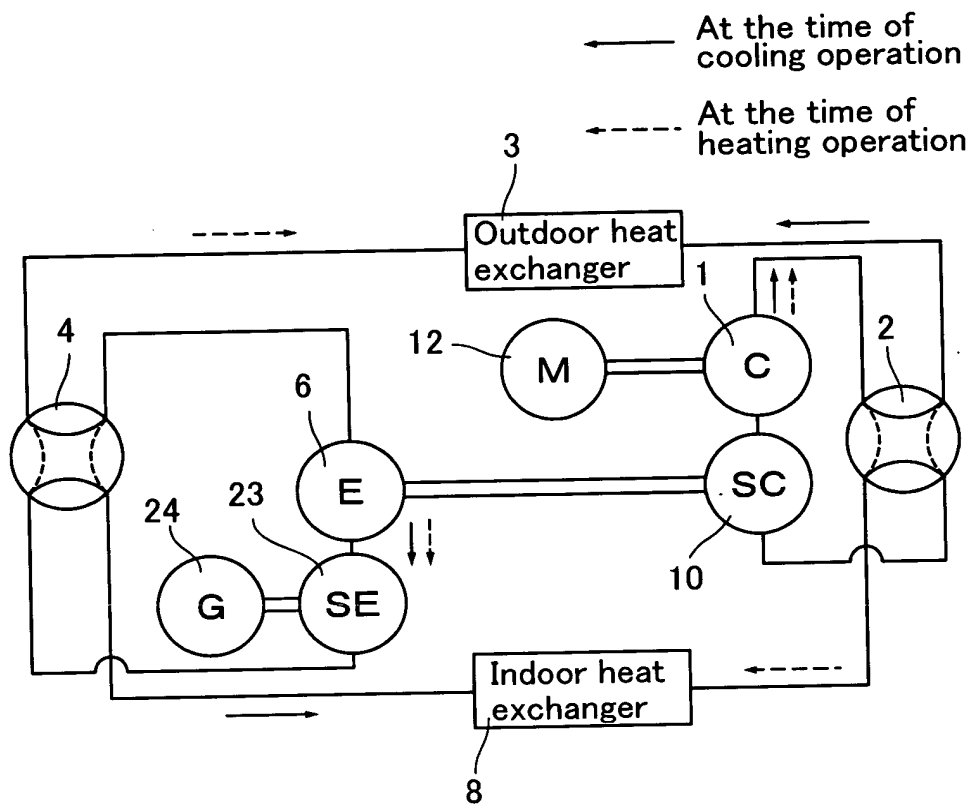 At the time of
cooling operation
At the time of
heating operation
3
Outdoor heat
exchanger
1
4
12
M
C
2
6
E
SC
24
23
10
G
SE
Indoor heat
exchanger
8